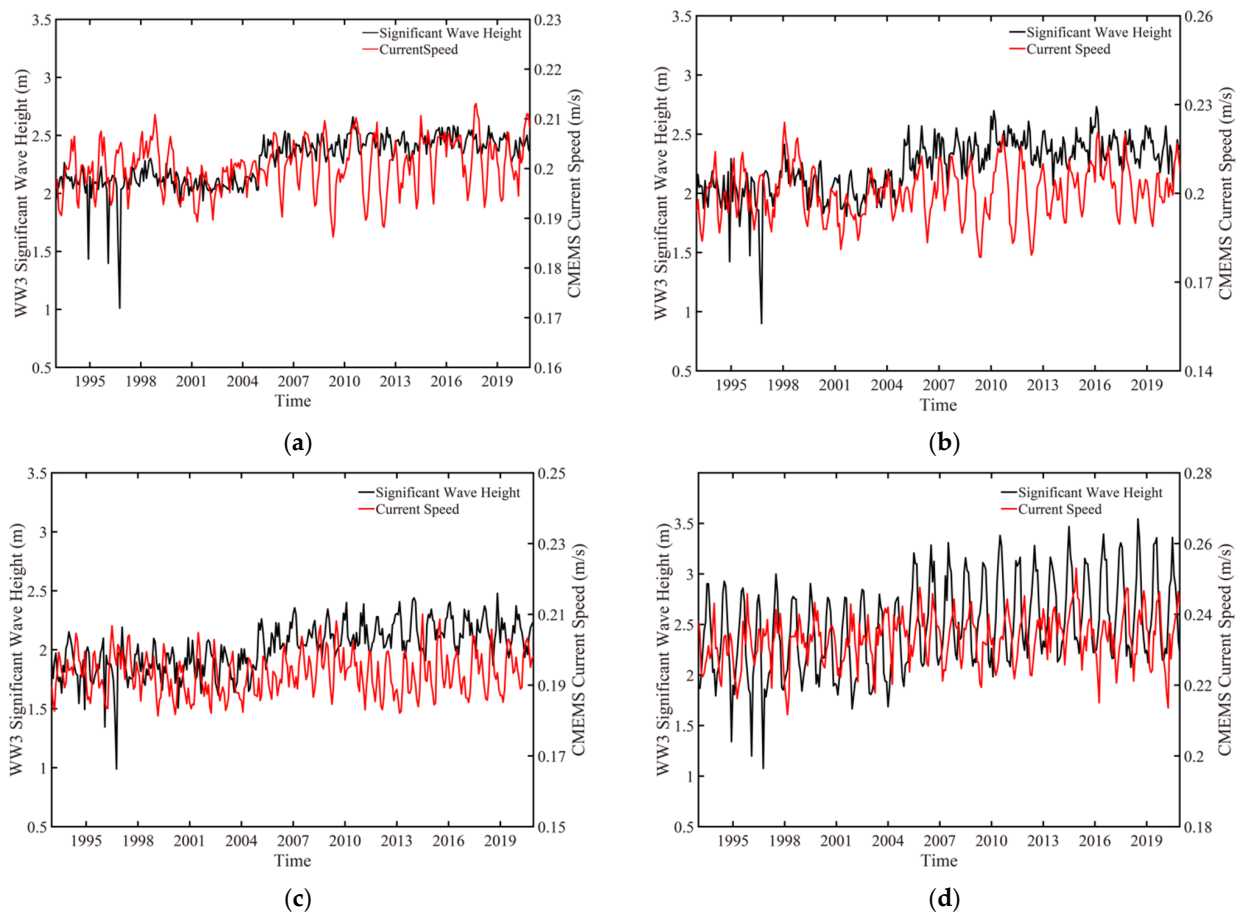 3.5
3
2.5
2
1.5
1
0.5
WW3 Significant Wave Height (m)
1995 1998 2001 2004 2007 2010 2013 2016 2019
Time
0.23
0.22
0.21
0.20
0.19
0.18
0.17
0.16
CMEMS Current Speed (m/s)
Significant Wave Height
CurrentSpeed
(a)
3.5
3
2.5
2
1.5
1
0.5
WW3 Significant Wave Height (m)
1995 1998 2001 2004 2007 2010 2013 2016 2019
Time
0.26
0.23
0.2
0.17
0.14
CMEMS Current Speed (m/s)
Significant Wave Height
Current Speed
(b)
3.5
3
2.5
2
1.5
1
0.5
WW3 Significant Wave Height (m)
1995 1998 2001 2004 2007 2010 2013 2016 2019
Time
0.25
0.23
0.21
0.19
0.17
0.15
CMEMS Current Speed (m/s)
Significant Wave Height
Current Speed
(c)
3.5
3
2.5
2
1.5
1
0.5
WW3 Significant Wave Height (m)
1995 1998 2001 2004 2007 2010 2013 2016 2019
Time
0.28
0.26
0.24
0.22
0.2
0.18
CMEMS Current Speed (m/s)
Significant Wave Height
Current Speed
(d)